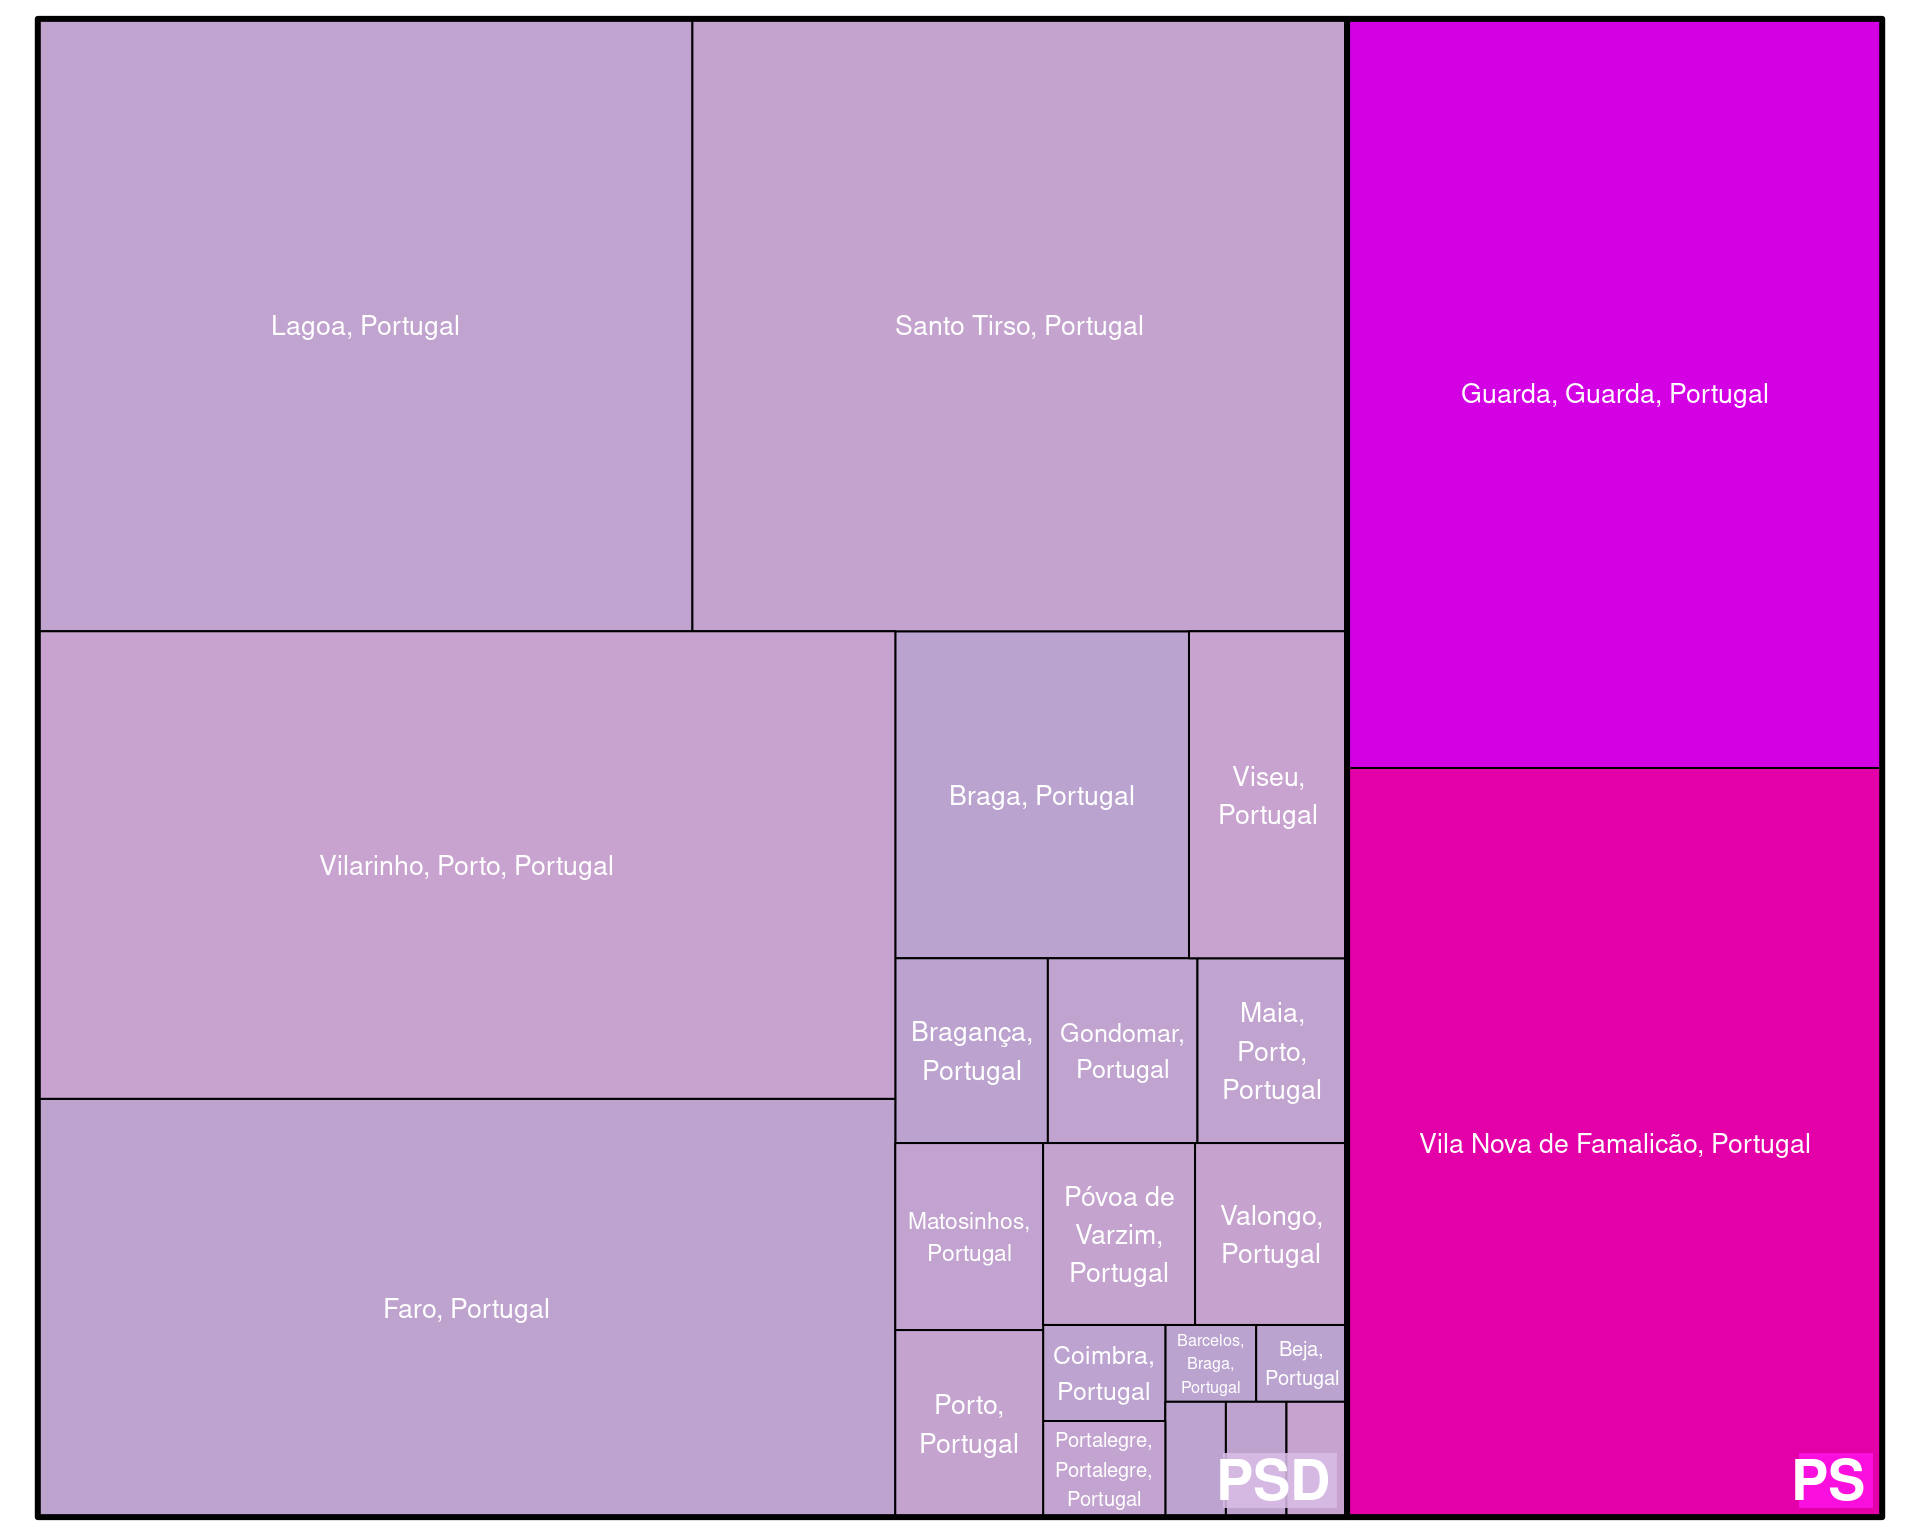 Lagoa, Portugal
Santo Tirso, Portugal
Guarda, Guarda, Portugal
Vilarinho, Porto, Portugal
Braga, Portugal
Viseu,
Portugal
Bragança,
Portugal
Gondomar,
Portugal
Maia,
Porto,
Portugal
Vila Nova de Famalicão, Portugal
Faro, Portugal
Matosinhos,
Portugal
Póvoa de
Varzim,
Portugal
Valongo,
Portugal
Porto,
Portugal
Coimbra,
Portugal
Barcelos,
Braga,
Portugal
Beja,
Portugal
Portalegre,
Portalegre,
Portugal
PSD
PS